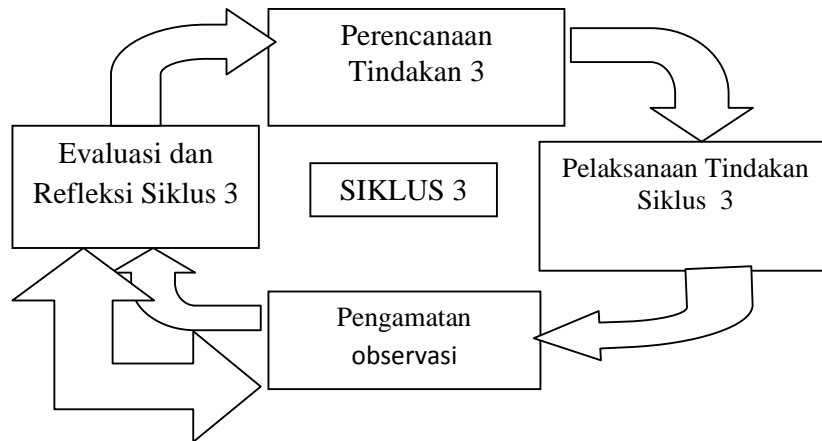 Perencanaan
Tindakan 3
Evaluasi dan
Refleksi Siklus 3
SIKLUS 3
Pelaksanaan Tindakan
Siklus 3
Pengamatan
observasi